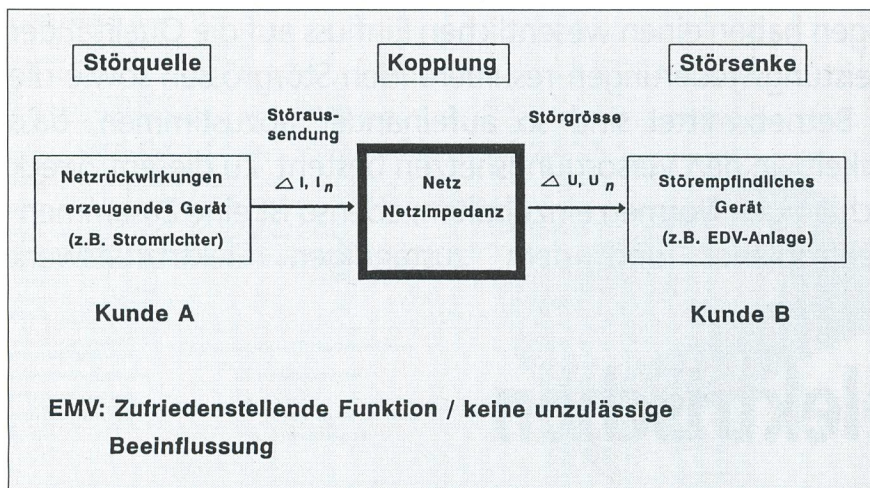 Störquelle
Kopplung
Störsenke
Störaus-
sendung
Störgrösse
Netzrückwirkungen
erzeugendes Gerät
(z.B. Stromrichter)
△ I, I n
Netz
Netzimpedanz
△ U, U n
Störempfindliches
Gerät
(z.B. EDV-Anlage)
Kunde A
Kunde B
EMV: Zufriedenstellende Funktion / keine unzulässige
Beeinflussung